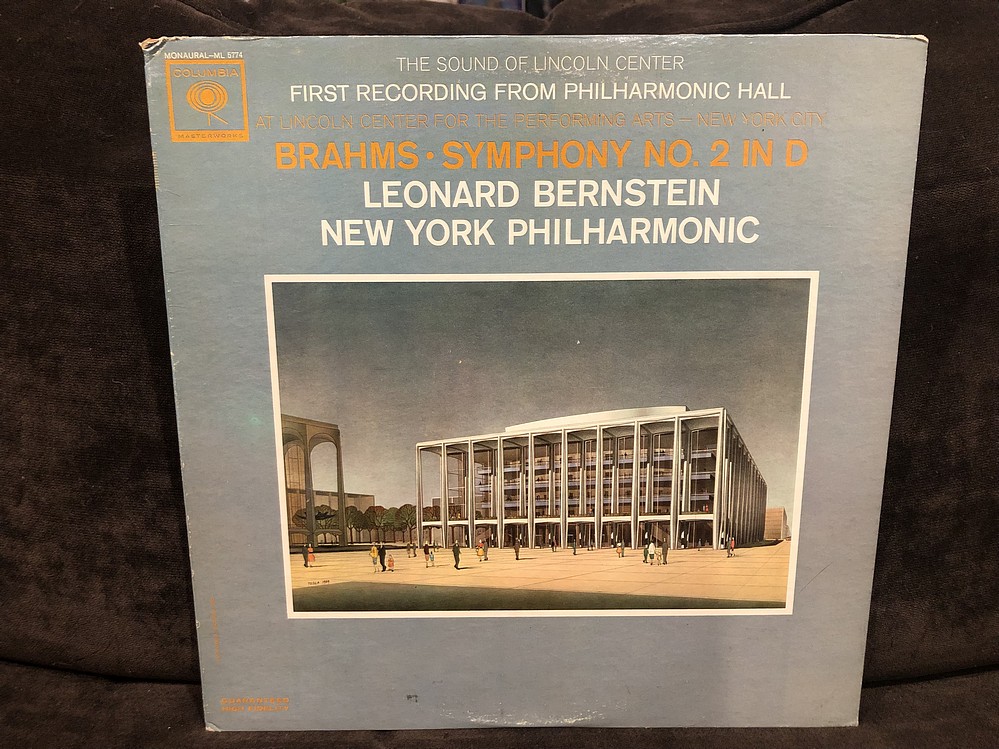 MONAURAL—ML 5774
COLUMBIA
MASTERWORKS
THE SOUND OF LINCOLN CENTER
FIRST RECORDING FROM PHILHARMONIC HALL
AT LINCOLN CENTER FOR THE PERFORMING ARTS — NEW YORK CITY
BRAHMS • SYMPHONY NO. 2 IN D
LEONARD BERNSTEIN
NEW YORK PHILHARMONIC
GUARANTEED
HIGH FIDELITY